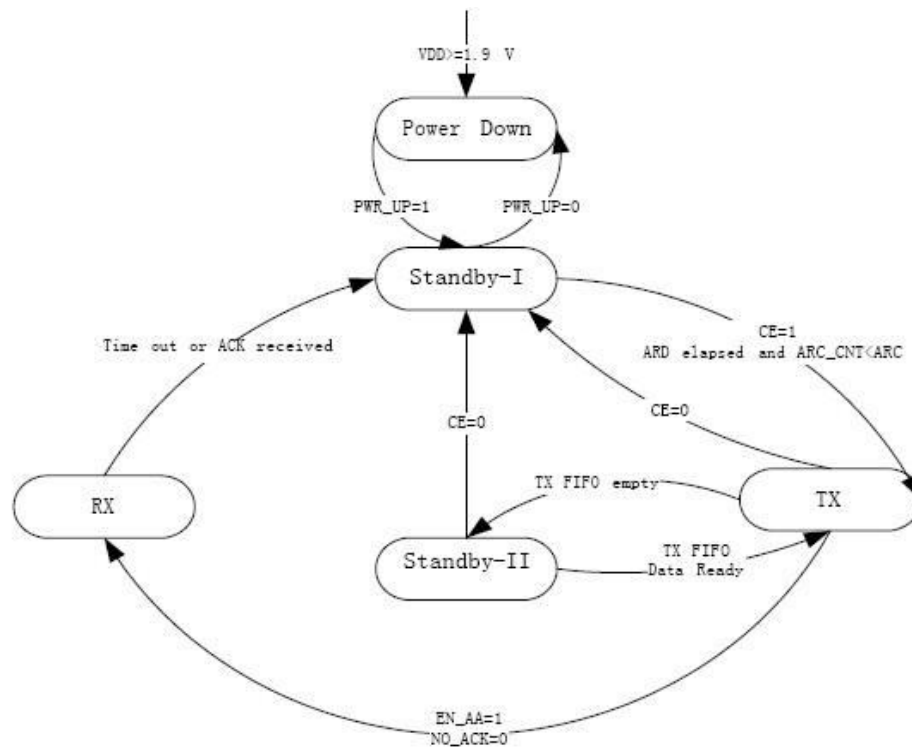 VDD>=1.9 V
Power Down
PWR_UP=1
PWR_UP=0
Standby-I
Time out or ACK received
CE=1
ARD elapsed and ARC_CNT<ARC
CE=0
CE=0
TX FIFO empty
RX
TX
Standby-II
TX FIFO
Data Ready
EN_AA=1
NO_ACK=0